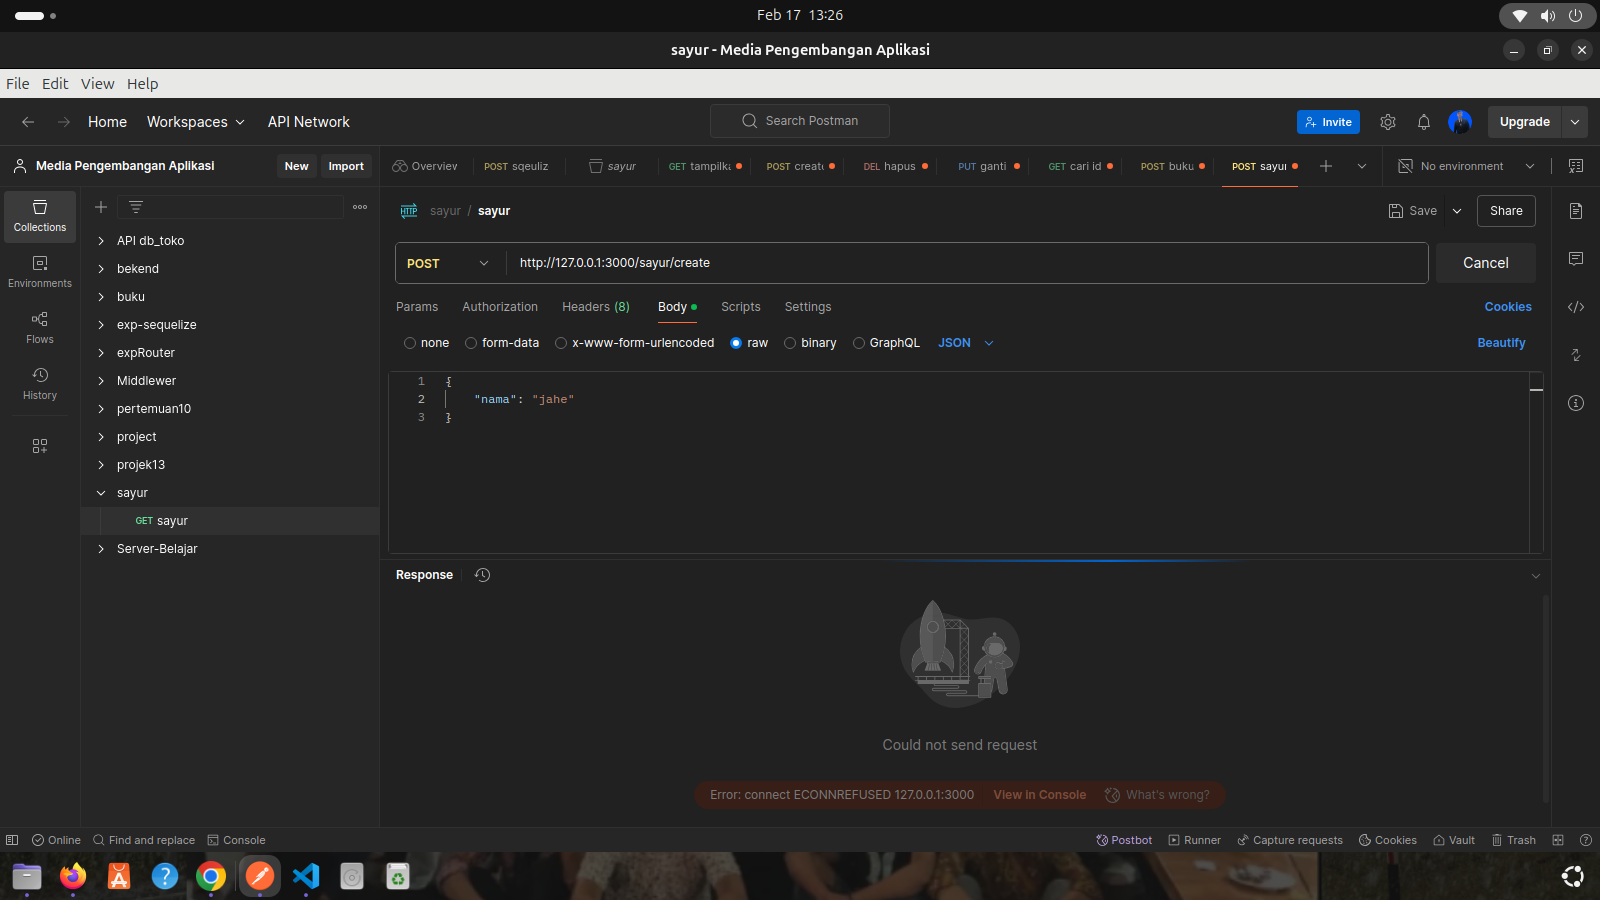 Feb 17 13:26
sayur - Media Pengembangan Aplikasi
File Edit View Help
Home Workspaces API Network
Search Postman
Invite
Upgrade
Media Pengembangan Aplikasi
New Import
Overview
POST sqeuliz
sayur
GET tampilka
POST create
DEL hapus
PUT ganti
GET cari id
POST buku
POST sayur
No environment
Collections
Environments
Flows
History
API db_toko
bekend
buku
exp-sequelize
expRouter
Middlewer
pertemuan10
project
projek13
sayur
GET sayur
Server-Belajar
HTTP sayur / sayur
Save Share
POST http://127.0.0.1:3000/sayur/create
Cancel
Params Authorization Headers (8) Body Scripts Settings
Cookies
none form-data x-www-form-urlencoded raw binary GraphQL JSON
Beautify
1 {
2 "nama": "jahe"
3 }
Response
Could not send request
Error: connect ECONNREFUSED 127.0.0.1:3000 View in Console What's wrong?
Online Find and replace Console
Postbot Runner Capture requests Cookies Vault Trash